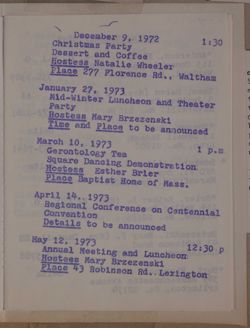 December 9, 1972 1:30
Christmas Party
Dessert and Coffee
Hostess Natalie Wheeler
Place 277 Florence Rd., Waltham
January 27, 1973
Mid-Winter Luncheon and Theater
Party
Hostess Mary Brzezenski
Time and Place to be announced
March 10, 1973 1 p.m
Gerontology Tea
Square Dancing Demonstration
Hostess Esther Brier
Place Baptist Home of Mass.
April 14, 1973
Regional Conference on Centennial
Convention
Details to be announced
May 12, 1973 12:30 p
Annual Meeting and Luncheon
Hostess Mary Brzezenski
Place 43 Robinson Rd., Lexington